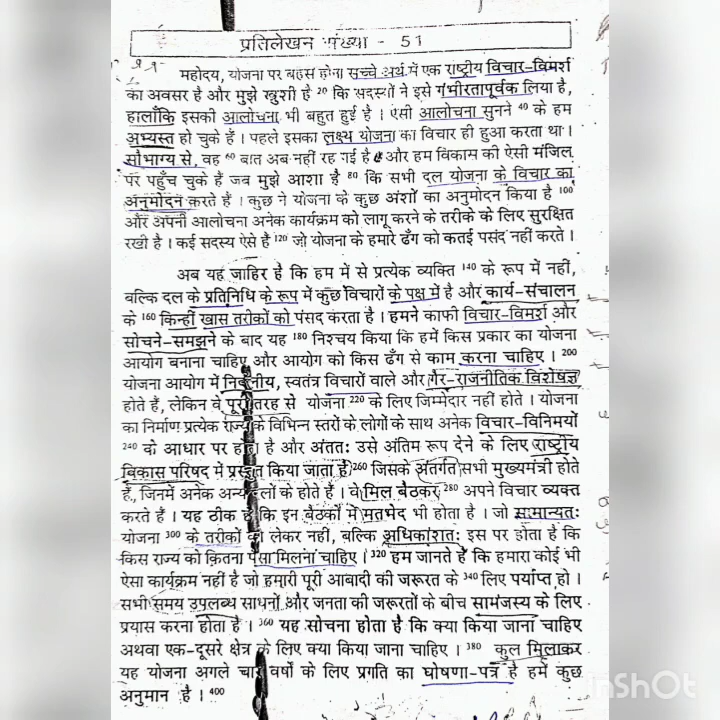 प्रतिलेखन संख्या - 51
महोदय, योजना पर बहस होना सच्चे अर्थ में एक राष्ट्रीय विचार-विमर्श
का अवसर है और मुझे खुशी है 20 कि सदस्यों ने इसे गंभीरतापूर्वक लिया है,
हालाँकि इसकी आलोचना भी बहुत हुई है । ऐसी आलोचना सुनने 40 के हम
अभ्यस्त हो चुके हैं । पहले इसका लक्ष्य योजना का विचार ही हुआ करता था ।
सौभाग्य से, वह 60 बात अब नहीं रह गई है और हम विकास की ऐसी मंजिल
पर पहुँच चुके हैं जब मुझे आशा है 80 कि सभी दल योजना के विचार का
अनुमोदन करते हैं । कुछ ने योजना के कुछ अंशों का अनुमोदन किया है 100
और अपनी आलोचना अनेक कार्यक्रम को लागू करने के तरीके के लिए सुरक्षित
रखी है । कई सदस्य ऐसे हैं 120 जो योजना के हमारे ढँग को कतई पसंद नहीं करते ।
अब यह जाहिर है कि हम में से प्रत्येक व्यक्ति 140 के रूप में नहीं,
बल्कि दल के प्रतिनिधि के रूप में कुछ विचारों के पक्ष में है और कार्य-संचालन
के 160 किन्हीं खास तरीकों को पंसद करता है । हमने काफी विचार-विमर्श और
सोचने-समझने के बाद यह 180 निश्चय किया कि हमें किस प्रकार का योजना
आयोग बनाना चाहिए और आयोग को किस ढँग से काम करना चाहिए । 200
योजना आयोग में निर्दलीय, स्वतंत्र विचारों वाले और गैर-राजनीतिक विशेषज्ञ
होते हैं, लेकिन वे पूरी तरह से योजना 220 के लिए जिम्मेदार नहीं होते । योजना
का निर्माण प्रत्येक राज्य के विभिन्न स्तरों के लोगों के साथ अनेक विचार-विनिमयों
240 के आधार पर होता है और अंततः उसे अंतिम रूप देने के लिए राष्ट्रीय
विकास परिषद में प्रस्तुत किया जाता है 260 जिसके अंतर्गत सभी मुख्यमंत्री होते
हैं, जिनमें अनेक अन्य दलों के होते हैं । वे मिल बैठकर 280 अपने विचार व्यक्त
करते हैं । यह ठीक है कि इन बैठकों में मतभेद भी होता है । जो सामान्यतः
योजना 300 के तरीकों को लेकर नहीं, बल्कि अधिकांशतः इस पर होता है कि
किस राज्य को कितना पैसा मिलना चाहिए । 320 हम जानते हैं कि हमारा कोई भी
ऐसा कार्यक्रम नहीं है जो हमारी पूरी आबादी की जरूरत के 340 लिए पर्याप्त हो ।
सभी समय उपलब्ध साधनों और जनता की जरूरतों के बीच सामंजस्य के लिए
प्रयास करना होता है । 360 यह सोचना होता है कि क्या किया जाना चाहिए
अथवा एक-दूसरे क्षेत्र के लिए क्या किया जाना चाहिए । 380 कुल मिलाकर
यह योजना अगले चार वर्षों के लिए प्रगति का घोषणा-पत्र है हमें कुछ
अनुमान है । 400
InShOt